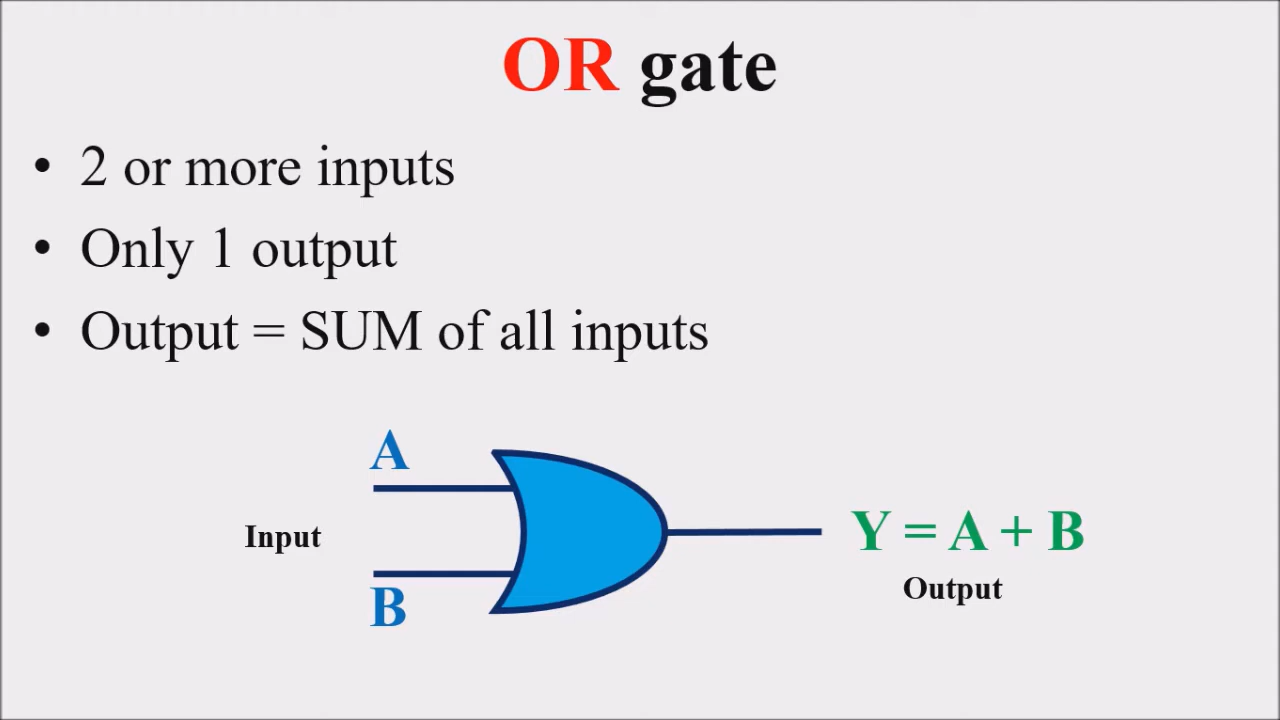 OR gate
• 2 or more inputs
• Only 1 output
• Output = SUM of all inputs
A
Input
B
Y = A + B
Output